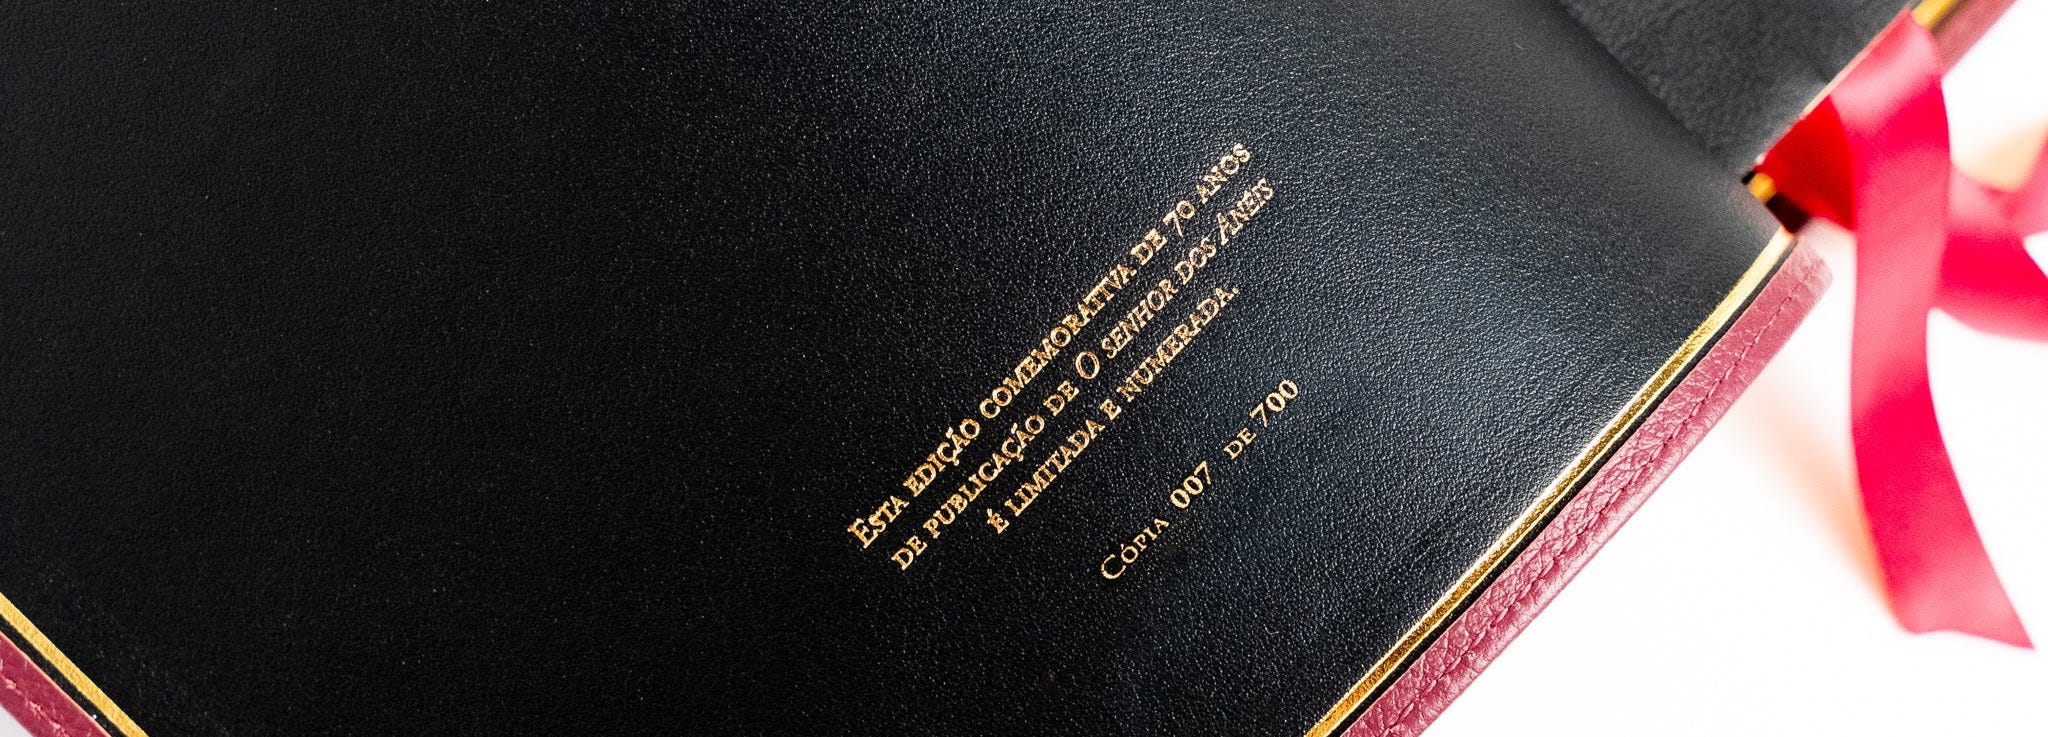 Esta edição comemorativa de 70 anos
de publicação de O senhor dos Anéis
é limitada e numerada.
Cópia 007 de 700